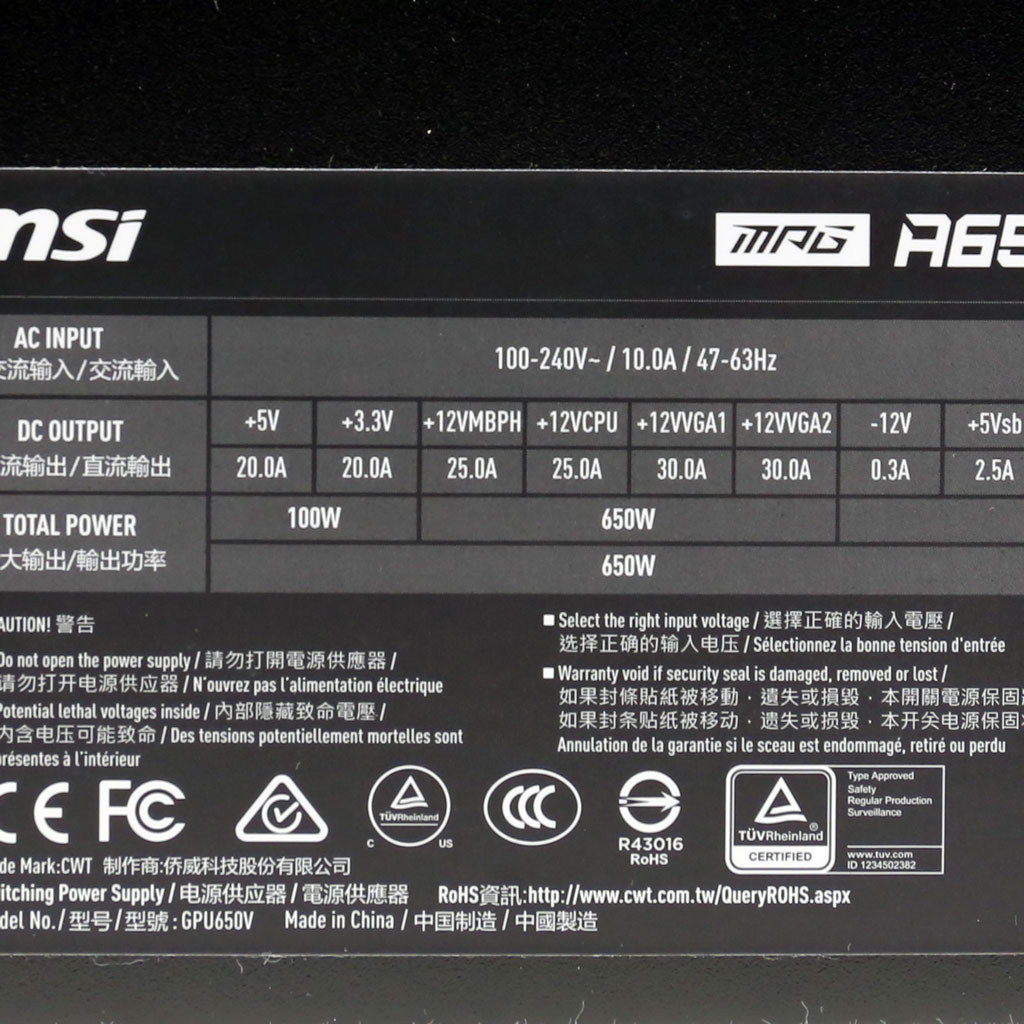 msi MPG A65
AC INPUT
交流输入/交流輸入
100-240V~ / 10.0A / 47-63Hz
DC OUTPUT
流输出/直流輸出
+5V +3.3V +12VMBPH +12VCPU +12VVGA1 +12VVGA2 -12V +5Vsb
20.0A 20.0A 25.0A 25.0A 30.0A 30.0A 0.3A 2.5A
TOTAL POWER
大输出/輸出功率
100W 650W
650W
AUTION! 警告
Do not open the power supply / 請勿打開電源供應器 /
请勿打开电源供应器 / N'ouvrez pas l'alimentation électrique
Potential lethal voltages inside / 內部隱藏致命電壓 /
内含电压可能致命 / Des tensions potentiellement mortelles sont
présentes à l'intérieur
■ Select the right input voltage / 選擇正確的輸入電壓 /
选择正确的输入电压 / Sélectionnez la bonne tension d'entrée
■ Warranty void if security seal is damaged, removed or lost /
如果封條貼紙被移動，遺失或損毀，本開關電源保固
如果封条贴纸被移动，遗失或损毁，本开关电源保固
Annulation de la garantie si le sceau est endommagé, retiré ou perdu
CE FC
TÜVRheinland
C US
CCC
R43016
RoHS
TÜVRheinland®
CERTIFIED
Type Approved
Safety
Regular Production
Surveillance
www.tuv.com
ID 1234502382
de Mark:CWT 制作商:侨威科技股份有限公司
itching Power Supply / 电源供应器 / 電源供應器 RoHS資訊:http://www.cwt.com.tw/QueryROHS.aspx
del No./型号/型號:GPU650V Made in China / 中国制造 / 中國製造